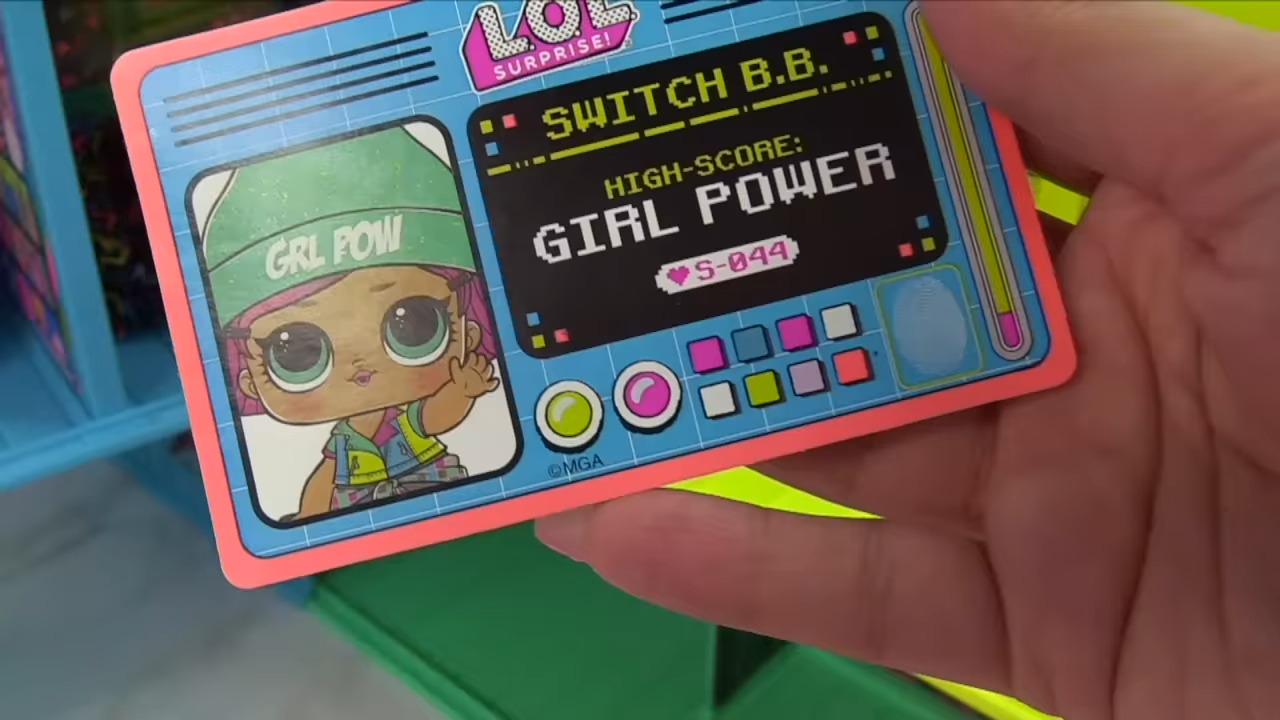 L.O.L.
SURPRISE!
SWITCH B.B.
HIGH-SCORE:
GIRL POWER
S-044
GRL POW
©MGA